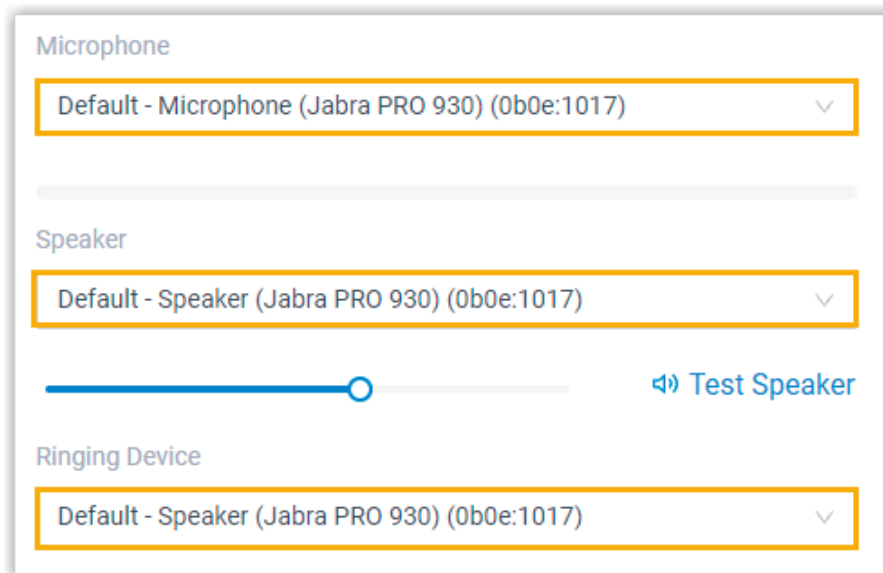 Microphone
Default - Microphone (Jabra PRO 930) (0b0e:1017)
Speaker
Default - Speaker (Jabra PRO 930) (0b0e:1017)
Test Speaker
Ringing Device
Default - Speaker (Jabra PRO 930) (0b0e:1017)